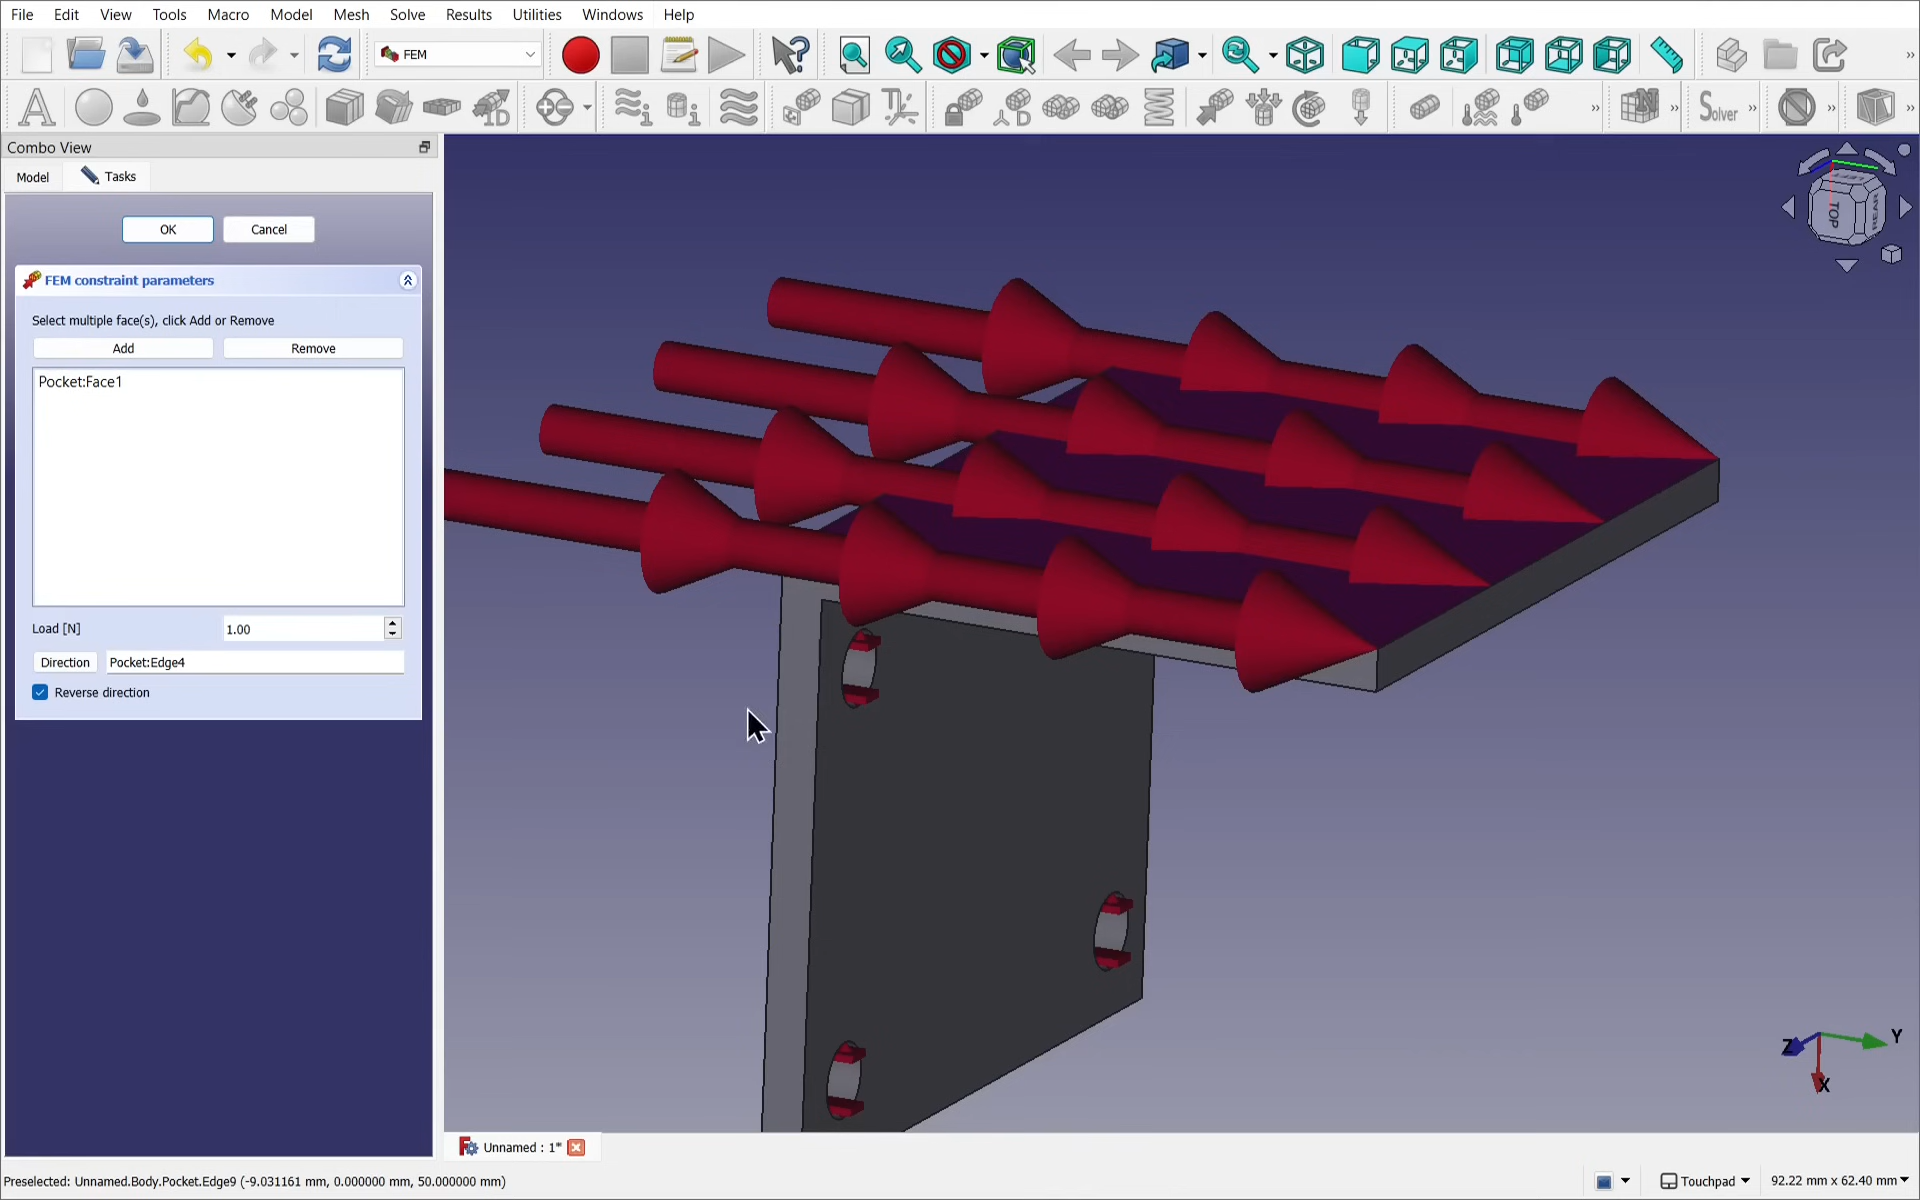 File Edit View Tools Macro Model Mesh Solve Results Utilities Windows Help
FEM
A
1D
D
N
Solver
Combo View
Model Tasks
OK Cancel
FEM constraint parameters
Select multiple face(s), click Add or Remove
Add Remove
Pocket:Face1
Load [N] 1.00
Direction Pocket:Edge4
Reverse direction
TOP
REAR
Z Y
X
Unnamed : 1*
Preselected: Unnamed.Body.Pocket.Edge9 (-9.031161 mm, 0.000000 mm, 50.000000 mm)
Touchpad 92.22 mm x 62.40 mm